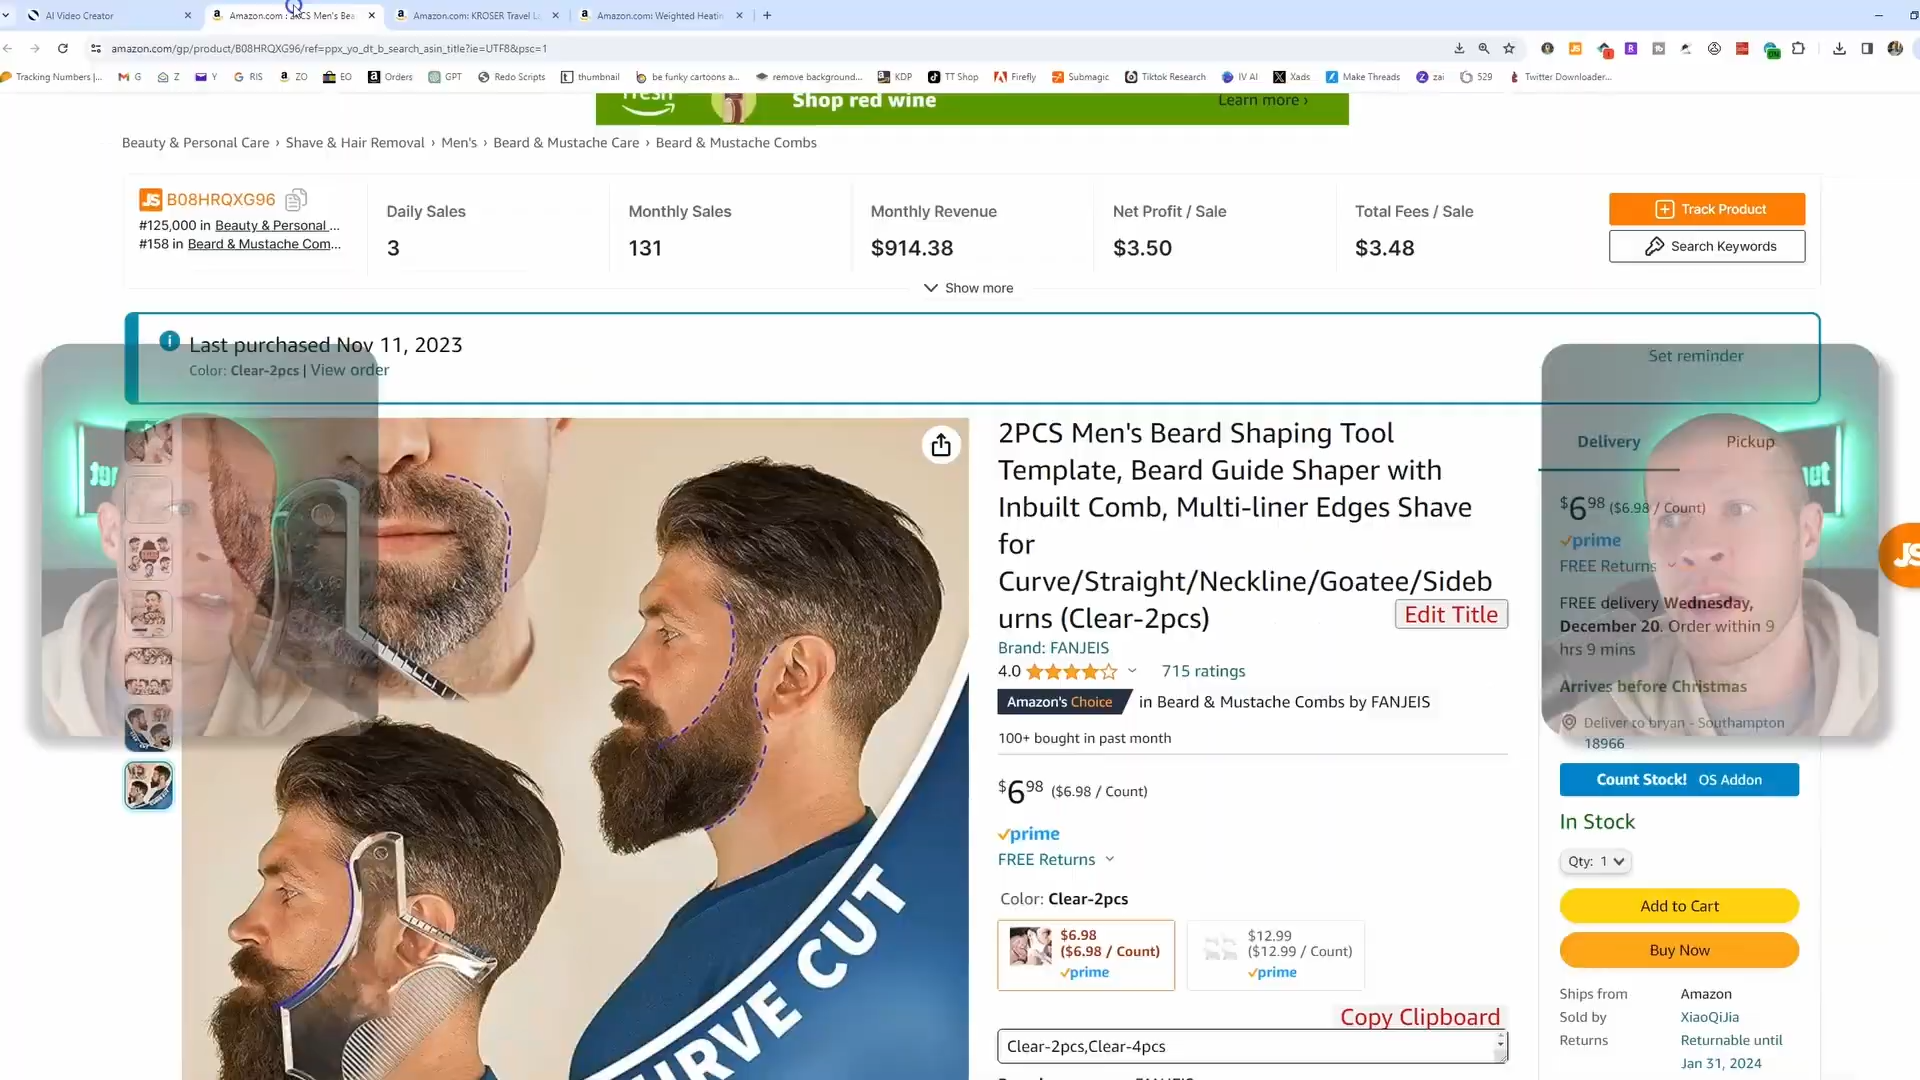 AI Video Creator
Amazon.com : 2PCS Men's Bea
Amazon.com: KROSER Travel L
Amazon.com: Weighted Heatin
amazon.com/gp/product/B08HRQXG96/ref=ppx_yo_dt_b_search_asin_title?ie=UTF8&psc=1
Tracking Numbers |...
G
Z
Y
RIS
ZO
EO
Orders
GPT
Redo Scripts
thumbnail
be funky cartoons a...
remove background...
KDP
TT Shop
Firefly
Submagic
Tiktok Research
IV AI
Xads
Make Threads
zai
529
Twitter Downloader...
fresh
Shop red wine
Learn more ›
Beauty & Personal Care › Shave & Hair Removal › Men's › Beard & Mustache Care › Beard & Mustache Combs
JS B08HRQXG96
#125,000 in Beauty & Personal ...
#158 in Beard & Mustache Com...
Daily Sales
3
Monthly Sales
131
Monthly Revenue
$914.38
Net Profit / Sale
$3.50
Total Fees / Sale
$3.48
Track Product
Search Keywords
Show more
Last purchased Nov 11, 2023
Color: Clear-2pcs | View order
Set reminder
CURVE CUT
2PCS Men's Beard Shaping Tool
Template, Beard Guide Shaper with
Inbuilt Comb, Multi-liner Edges Shave
for
Curve/Straight/Neckline/Goatee/Sideb
urns (Clear-2pcs)
Edit Title
Brand: FANJEIS
4.0
715 ratings
Amazon's Choice in Beard & Mustache Combs by FANJEIS
100+ bought in past month
$6 98 ($6.98 / Count)
prime
FREE Returns
Color: Clear-2pcs
$6.98
($6.98 / Count)
prime
$12.99
($12.99 / Count)
prime
Copy Clipboard
Clear-2pcs,Clear-4pcs
Delivery
Pickup
$6 98 ($6.98 / Count)
prime
FREE Returns
FREE delivery Wednesday,
December 20. Order within 9
hrs 9 mins
Arrives before Christmas
Deliver to bryan - Southampton
18966
Count Stock! OS Addon
In Stock
Qty: 1
Add to Cart
Buy Now
Ships from Amazon
Sold by XiaoQiJia
Returns Returnable until
Jan 31, 2024
JS